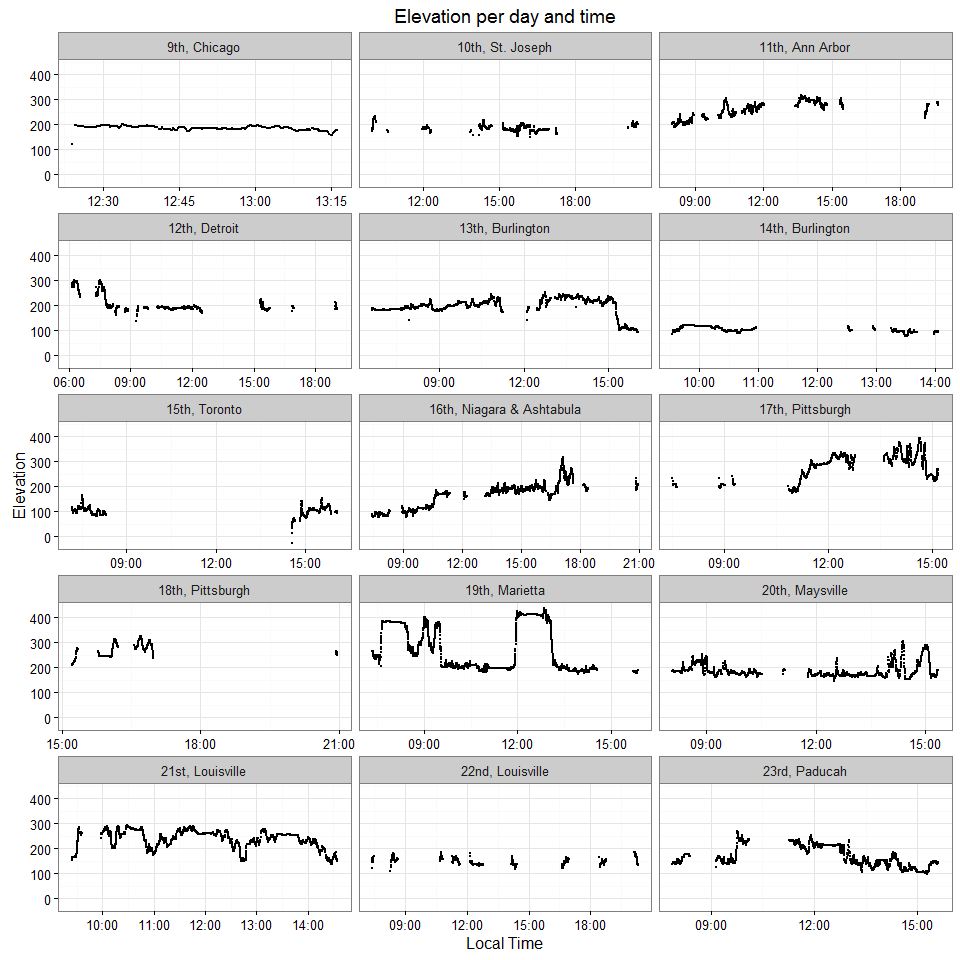 Elevation per day and time
9th, Chicago 10th, St. Joseph 11th, Ann Arbor
400
300
200
100
0
12:30 12:45 13:00 13:15 12:00 15:00 18:00 09:00 12:00 15:00 18:00
12th, Detroit 13th, Burlington 14th, Burlington
400
300
200
100
0
06:00 09:00 12:00 15:00 18:00 09:00 12:00 15:00 10:00 11:00 12:00 13:00 14:00
15th, Toronto 16th, Niagara & Ashtabula 17th, Pittsburgh
400
300
200
100
0
Elevation
09:00 12:00 15:00 09:00 12:00 15:00 18:00 21:00 09:00 12:00 15:00
18th, Pittsburgh 19th, Marietta 20th, Maysville
400
300
200
100
0
15:00 18:00 21:00 09:00 12:00 15:00 09:00 12:00 15:00
21st, Louisville 22nd, Louisville 23rd, Paducah
400
300
200
100
0
10:00 11:00 12:00 13:00 14:00 09:00 12:00 15:00 18:00 09:00 12:00 15:00
Local Time